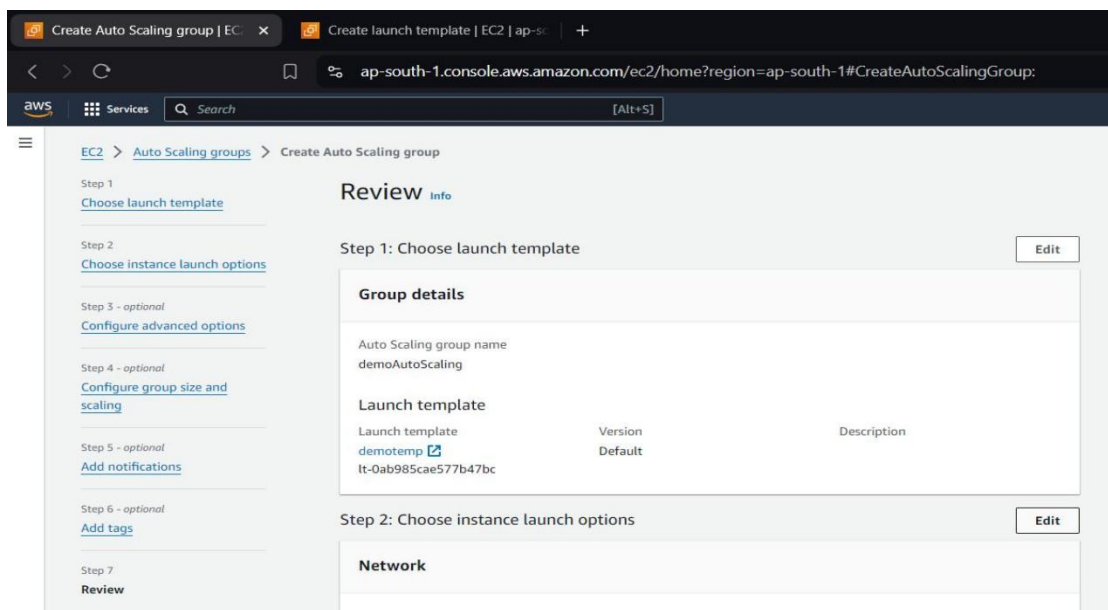 Create Auto Scaling group | EC
Create launch template | EC2 | ap-so
ap-south-1.console.aws.amazon.com/ec2/home?region=ap-south-1#CreateAutoScalingGroup:
aws Services Search [Alt+S]
EC2 > Auto Scaling groups > Create Auto Scaling group
Step 1
Choose launch template
Step 2
Choose instance launch options
Step 3 - optional
Configure advanced options
Step 4 - optional
Configure group size and
scaling
Step 5 - optional
Add notifications
Step 6 - optional
Add tags
Step 7
Review
Review Info
Step 1: Choose launch template Edit
Group details
Auto Scaling group name
demoAutoScaling
Launch template
Launch template Version Description
demotemp Default
lt-0ab985cae577b47bc
Step 2: Choose instance launch options Edit
Network